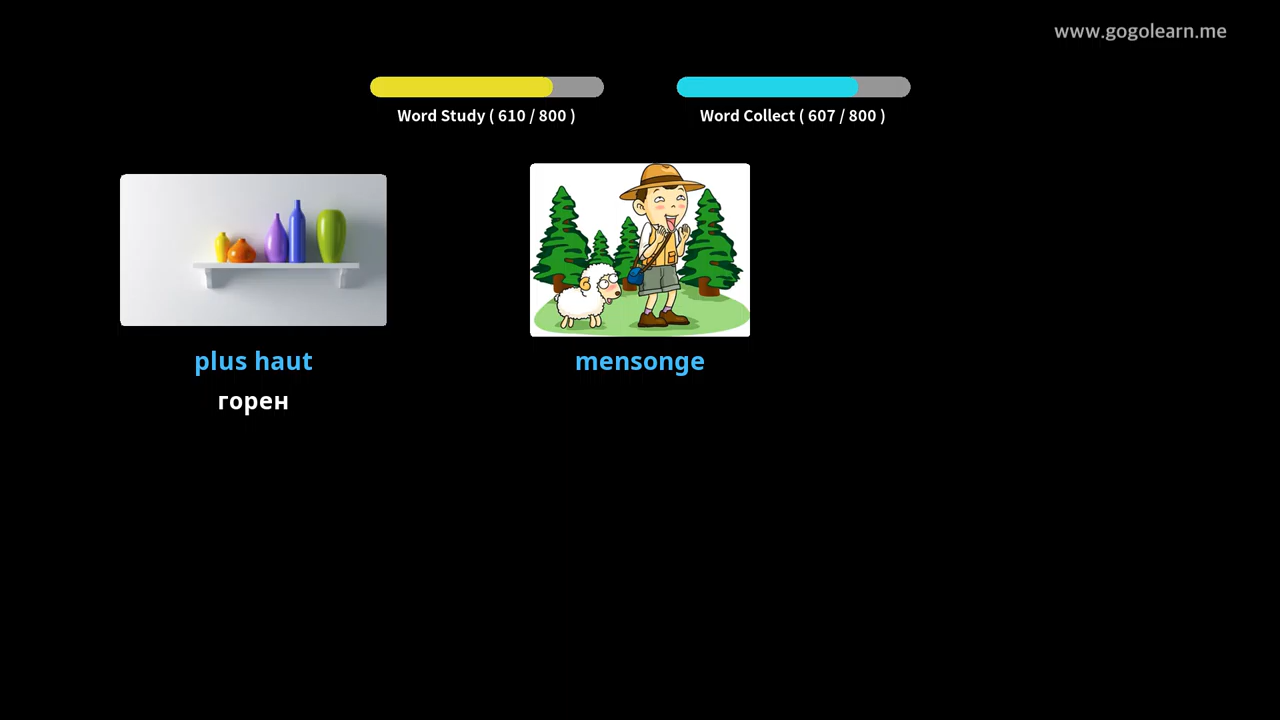 www.gogolearn.me
Word Study ( 610 / 800 )
Word Collect ( 607 / 800 )
plus haut
горен
mensonge